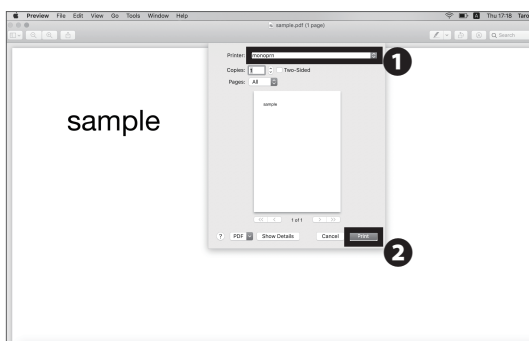 Preview File Edit View Go Tools Window Help
A Thu 17:18 Taro
sample.pdf (1 page)
Search
sample
Printer: monoprn
1
Copies: 1 Two-Sided
Pages: All
sample
<< < 1 of 1 > >>
? PDF Show Details Cancel Print
2